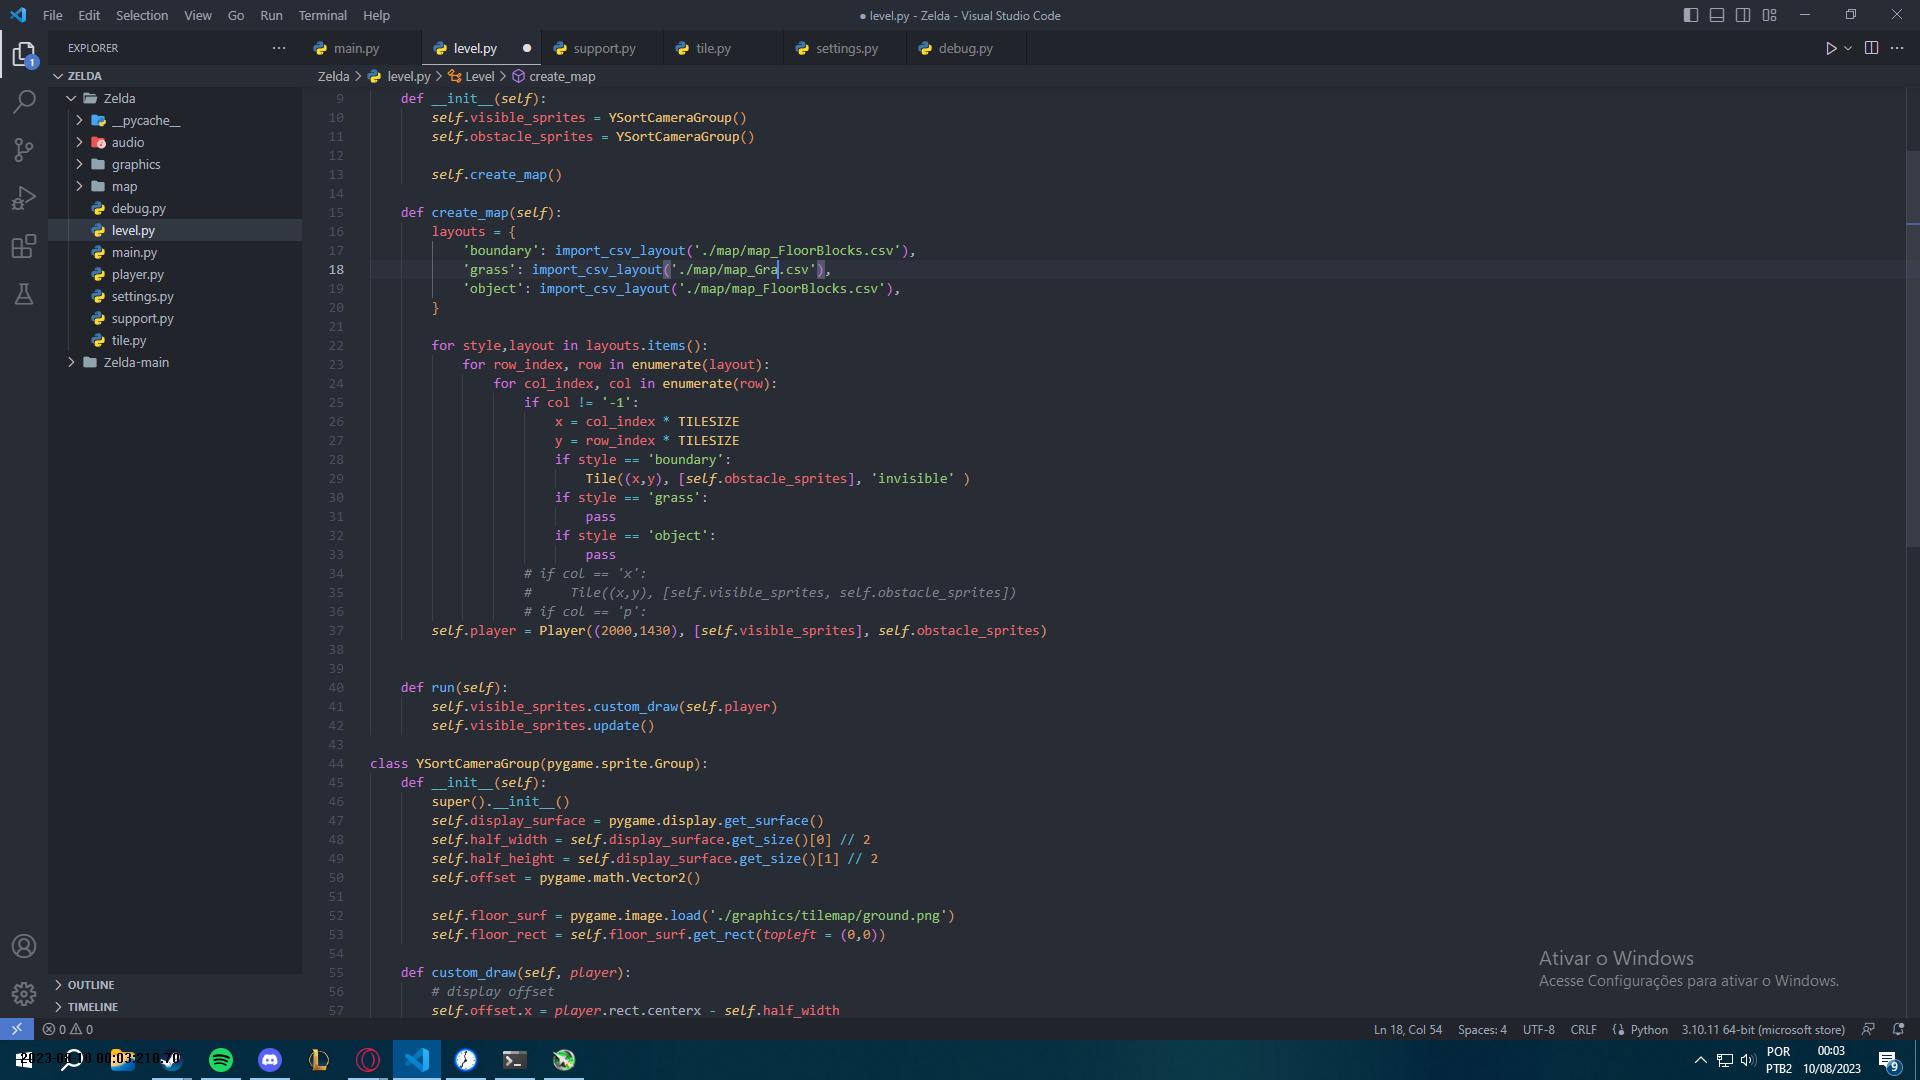 File Edit Selection View Go Run Terminal Help
● level.py - Zelda - Visual Studio Code
EXPLORER
main.py
level.py
support.py
tile.py
settings.py
debug.py
ZELDA
Zelda > level.py > Level > create_map
Zelda
__pycache__
audio
graphics
map
debug.py
level.py
main.py
player.py
settings.py
support.py
tile.py
Zelda-main
OUTLINE
TIMELINE
9 def __init__(self):
10 self.visible_sprites = YSortCameraGroup()
11 self.obstacle_sprites = YSortCameraGroup()
12
13 self.create_map()
14
15 def create_map(self):
16 layouts = {
17 'boundary': import_csv_layout('./map/map_FloorBlocks.csv'),
18 'grass': import_csv_layout('./map/map_Gra.csv'),
19 'object': import_csv_layout('./map/map_FloorBlocks.csv'),
20 }
21
22 for style,layout in layouts.items():
23 for row_index, row in enumerate(layout):
24 for col_index, col in enumerate(row):
25 if col != '-1':
26 x = col_index * TILESIZE
27 y = row_index * TILESIZE
28 if style == 'boundary':
29 Tile((x,y), [self.obstacle_sprites], 'invisible' )
30 if style == 'grass':
31 pass
32 if style == 'object':
33 pass
34 # if col == 'x':
35 # Tile((x,y), [self.visible_sprites, self.obstacle_sprites])
36 # if col == 'p':
37 self.player = Player((2000,1430), [self.visible_sprites], self.obstacle_sprites)
38
39
40 def run(self):
41 self.visible_sprites.custom_draw(self.player)
42 self.visible_sprites.update()
43
44 class YSortCameraGroup(pygame.sprite.Group):
45 def __init__(self):
46 super().__init__()
47 self.display_surface = pygame.display.get_surface()
48 self.half_width = self.display_surface.get_size()[0] // 2
49 self.half_height = self.display_surface.get_size()[1] // 2
50 self.offset = pygame.math.Vector2()
51
52 self.floor_surf = pygame.image.load('./graphics/tilemap/ground.png')
53 self.floor_rect = self.floor_surf.get_rect(topleft = (0,0))
54
55 def custom_draw(self, player):
56 # display offset
57 self.offset.x = player.rect.centerx - self.half_width
Ativar o Windows
Acesse Configurações para ativar o Windows.
0 0
Ln 18, Col 54 Spaces: 4 UTF-8 CRLF Python 3.10.11 64-bit (microsoft store)
1
POR
PTB2
00:03
10/08/2023
9